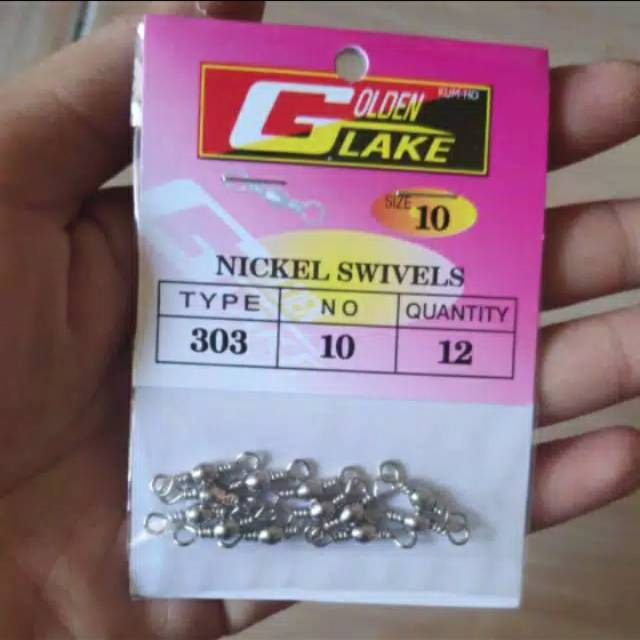 GOLDEN KUM-HO
LAKE
SIZE 10
NICKEL SWIVELS
TYPE NO QUANTITY
303 10 12